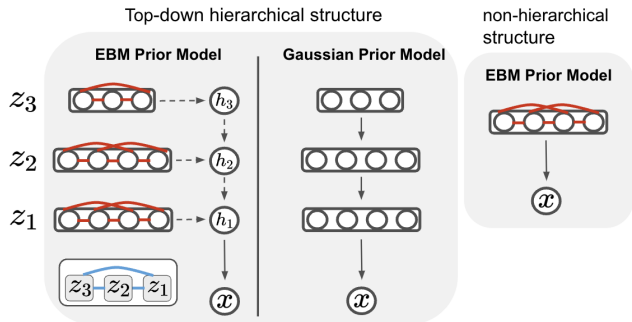 Top-down hierarchical structure
non-hierarchical
structure
EBM Prior Model
Gaussian Prior Model
EBM Prior Model
z₃
h₃
z₂
h₂
z₁
h₁
x
z₃ z₂ z₁
x
x